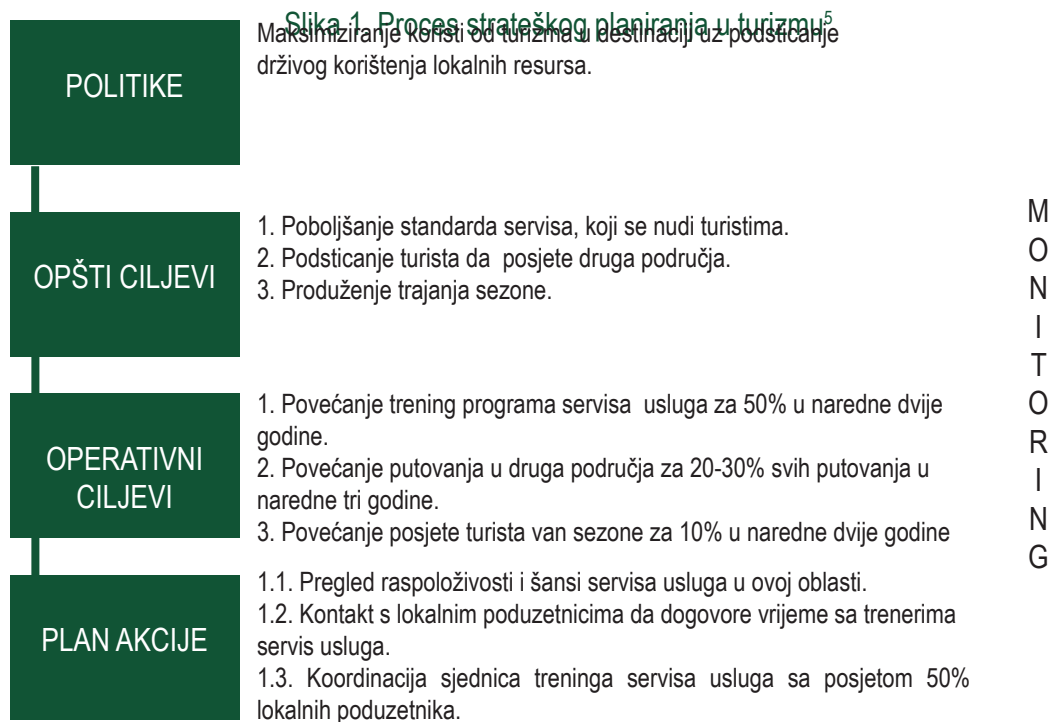 Slika 1. Proces strateškog planiranja u turizmu5
POLITIKE
Maksimiziranje koristi od turizma u destinaciji uz podsticanje
drživog korištenja lokalnih resursa.
OPŠTI CILJEVI
1. Poboljšanje standarda servisa, koji se nudi turistima.
2. Podsticanje turista da posjete druga područja.
3. Produženje trajanja sezone.
OPERATIVNI
CILJEVI
1. Povećanje trening programa servisa usluga za 50% u naredne dvije
godine.
2. Povećanje putovanja u druga područja za 20-30% svih putovanja u
naredne tri godine.
3. Povećanje posjete turista van sezone za 10% u naredne dvije godine
PLAN AKCIJE
1.1. Pregled raspoloživosti i šansi servisa usluga u ovoj oblasti.
1.2. Kontakt s lokalnim poduzetnicima da dogovore vrijeme sa trenerima
servis usluga.
1.3. Koordinacija sjednica treninga servisa usluga sa posjetom 50%
lokalnih poduzetnika.
M
O
N
I
T
O
R
I
N
G